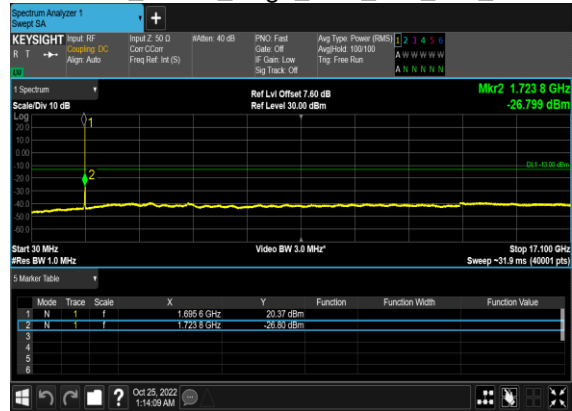 Spectrum Analyzer 1
Swept SA
+
KEYSIGHT
R T
Input: RF
Coupling: DC
Align: Auto
Input Z: 50 Ω
Corr CCorr
Freq Ref: Int (S)
#Atten: 40 dB
PNO: Fast
Gate: Off
IF Gain: Low
Sig Track: Off
Avg Type: Power (RMS)
Avg|Hold: 100/100
Trig: Free Run
1 2 3 4 5 6
A W W W W W
A N N N N N
1 Spectrum
Scale/Div 10 dB
Log
Ref Lvl Offset 7.60 dB
Ref Level 30.00 dBm
Mkr2 1.723 8 GHz
-26.799 dBm
20.0
10.0
0.00
-10.0
-20.0
-30.0
-40.0
-50.0
-60.0
1
2
DL1 -13.00 dBm
Start 30 MHz
#Res BW 1.0 MHz
Video BW 3.0 MHz*
Stop 17.100 GHz
Sweep ~31.9 ms (40001 pts)
5 Marker Table
Mode Trace Scale X Y Function Function Width Function Value
1 N 1 f 1.695 6 GHz 20.37 dBm
2 N 1 f 1.723 8 GHz -26.80 dBm
3
4
5
6
?
Oct 25, 2022
1:14:09 AM